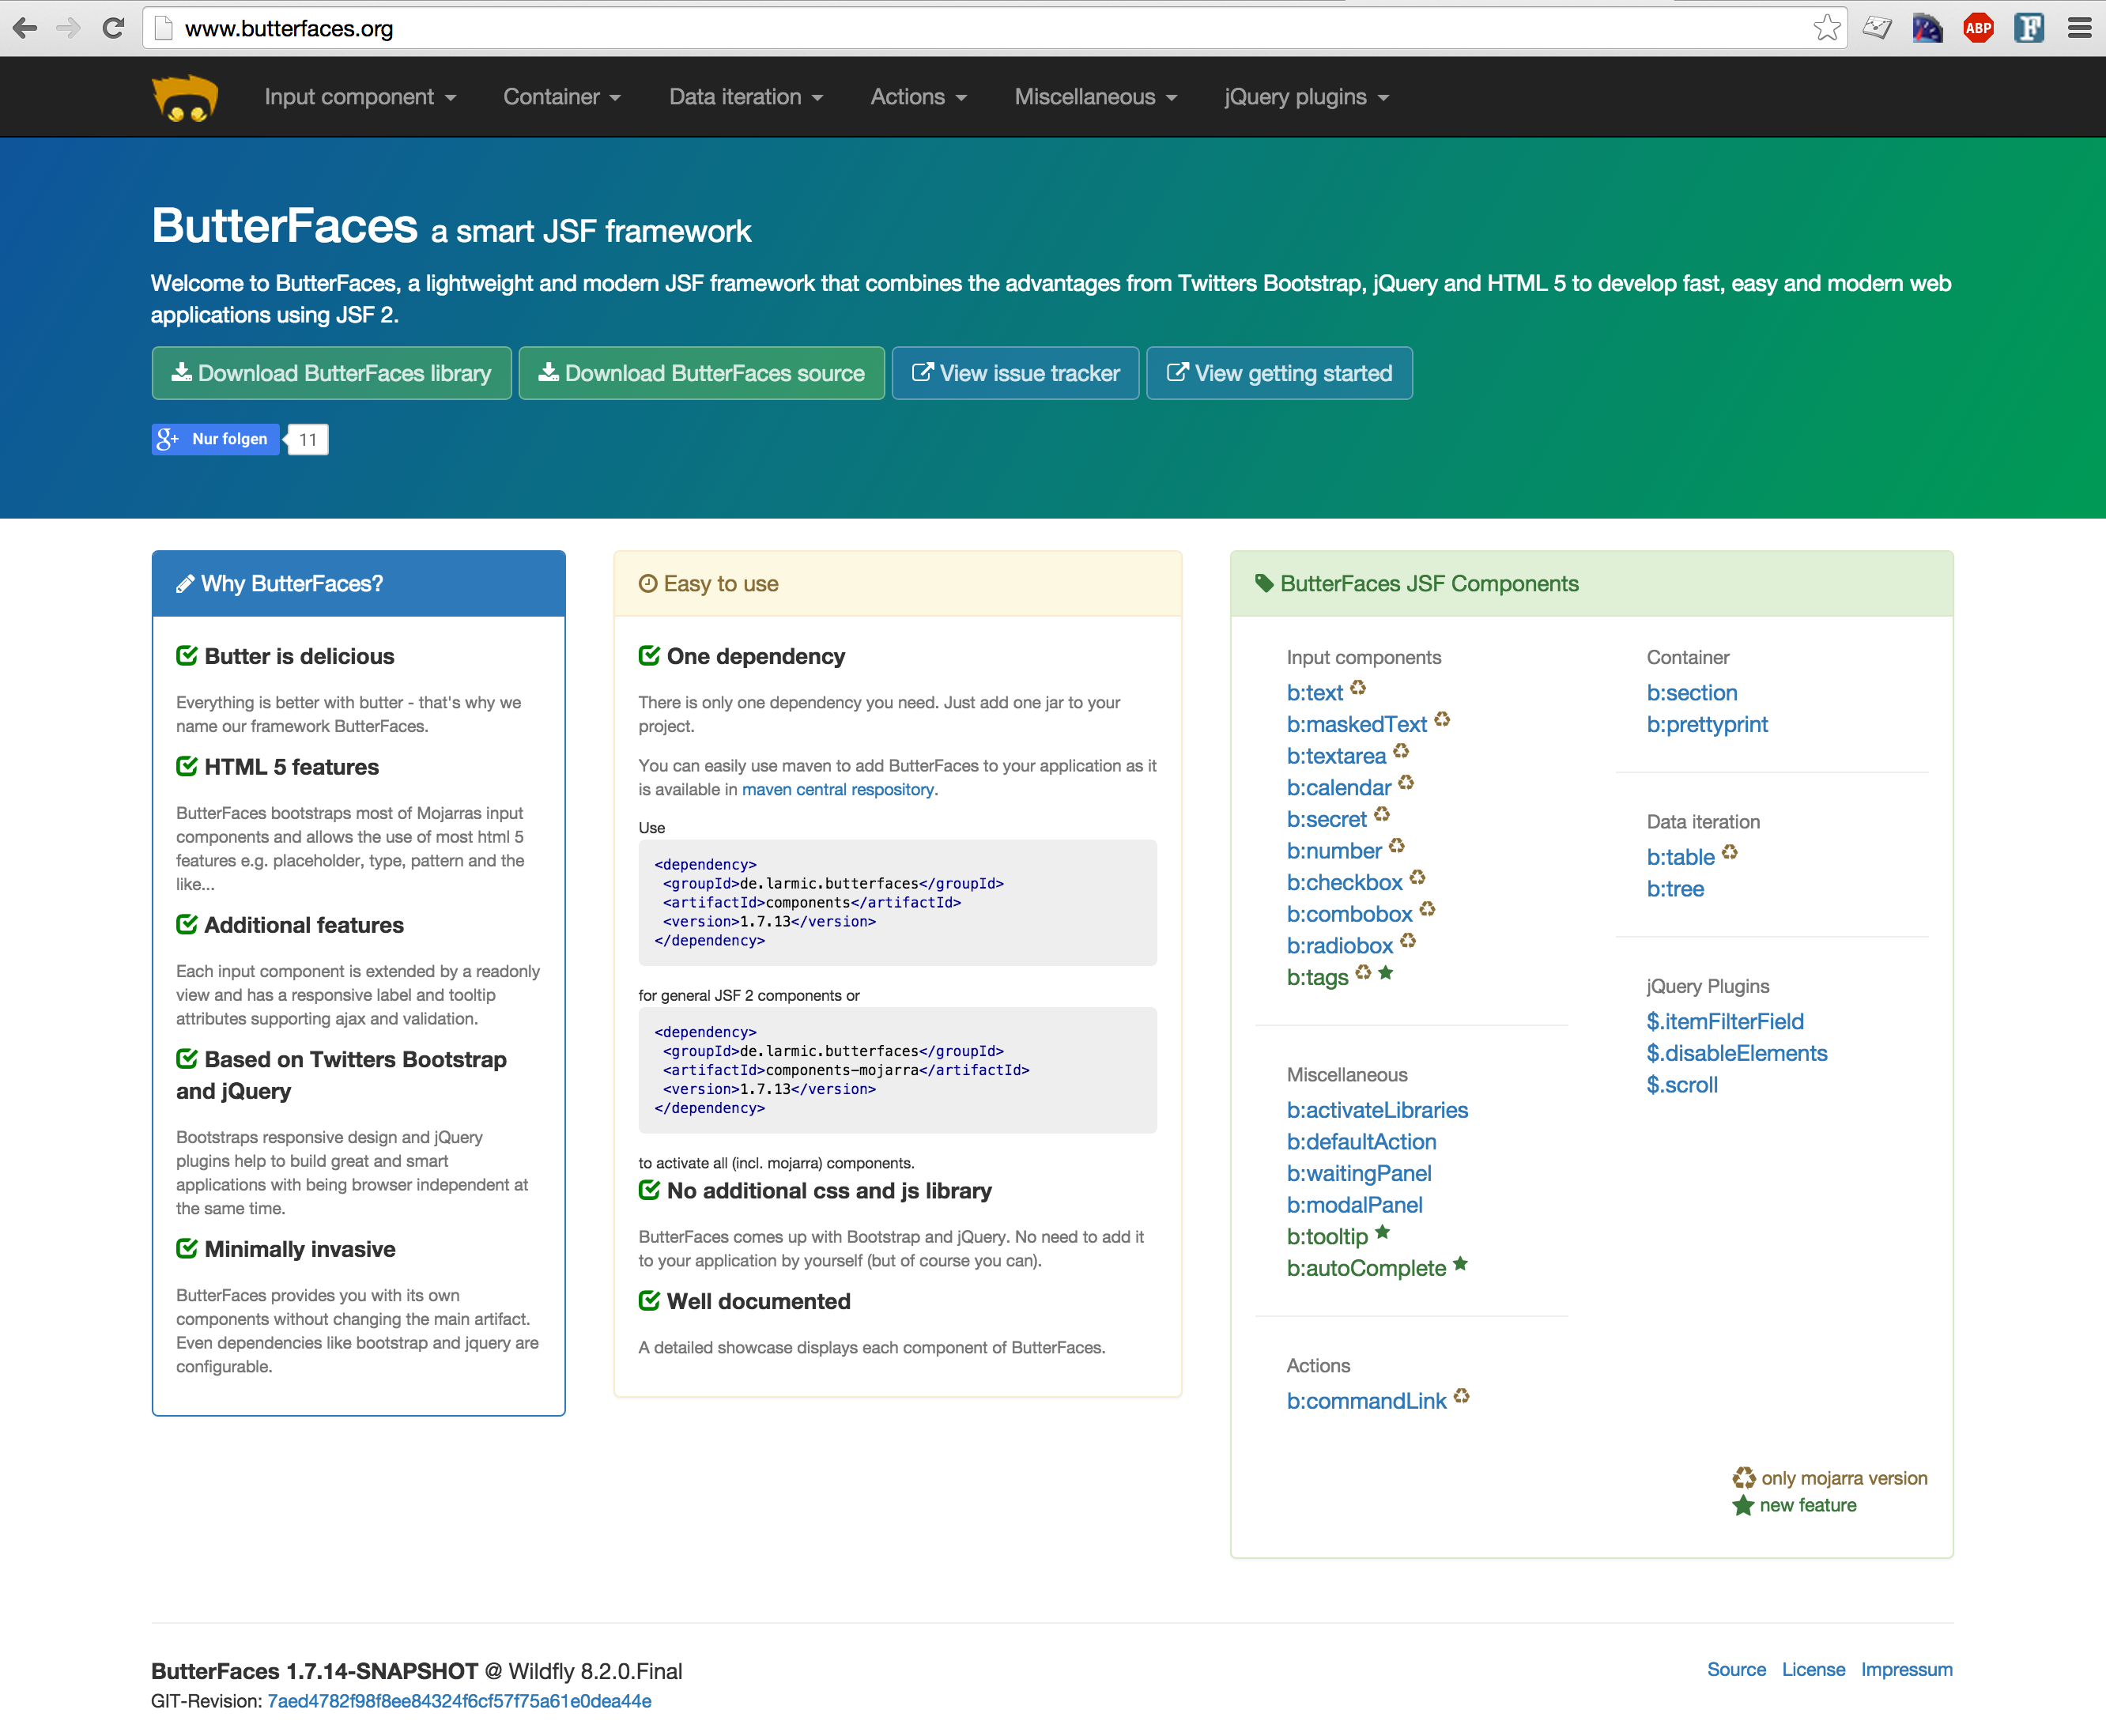 www.butterfaces.org
ABP
F
Input component
Container
Data iteration
Actions
Miscellaneous
jQuery plugins
ButterFaces a smart JSF framework
Welcome to ButterFaces, a lightweight and modern JSF framework that combines the advantages from Twitters Bootstrap, jQuery and HTML 5 to develop fast, easy and modern web
applications using JSF 2.
Download ButterFaces library
Download ButterFaces source
View issue tracker
View getting started
g+ Nur folgen
11
Why ButterFaces?
Butter is delicious
Everything is better with butter - that's why we
name our framework ButterFaces.
HTML 5 features
ButterFaces bootstraps most of Mojarras input
components and allows the use of most html 5
features e.g. placeholder, type, pattern and the
like...
Additional features
Each input component is extended by a readonly
view and has a responsive label and tooltip
attributes supporting ajax and validation.
Based on Twitters Bootstrap
and jQuery
Bootstraps responsive design and jQuery
plugins help to build great and smart
applications with being browser independent at
the same time.
Minimally invasive
ButterFaces provides you with its own
components without changing the main artifact.
Even dependencies like bootstrap and jquery are
configurable.
Easy to use
One dependency
There is only one dependency you need. Just add one jar to your
project.
You can easily use maven to add ButterFaces to your application as it
is available in maven central respository.
Use
<dependency>
<groupId>de.larmic.butterfaces</groupId>
<artifactId>components</artifactId>
<version>1.7.13</version>
</dependency>
for general JSF 2 components or
<dependency>
<groupId>de.larmic.butterfaces</groupId>
<artifactId>components-mojarra</artifactId>
<version>1.7.13</version>
</dependency>
to activate all (incl. mojarra) components.
No additional css and js library
ButterFaces comes up with Bootstrap and jQuery. No need to add it
to your application by yourself (but of course you can).
Well documented
A detailed showcase displays each component of ButterFaces.
ButterFaces JSF Components
Input components
b:text
b:maskedText
b:textarea
b:calendar
b:secret
b:number
b:checkbox
b:combobox
b:radiobox
b:tags
Miscellaneous
b:activateLibraries
b:defaultAction
b:waitingPanel
b:modalPanel
b:tooltip
b:autoComplete
Actions
b:commandLink
Container
b:section
b:prettyprint
Data iteration
b:table
b:tree
jQuery Plugins
$.itemFilterField
$.disableElements
$.scroll
only mojarra version
new feature
ButterFaces 1.7.14-SNAPSHOT @ Wildfly 8.2.0.Final
GIT-Revision: 7aed4782f98f8ee84324f6cf57f75a61e0dea44e
Source
License
Impressum